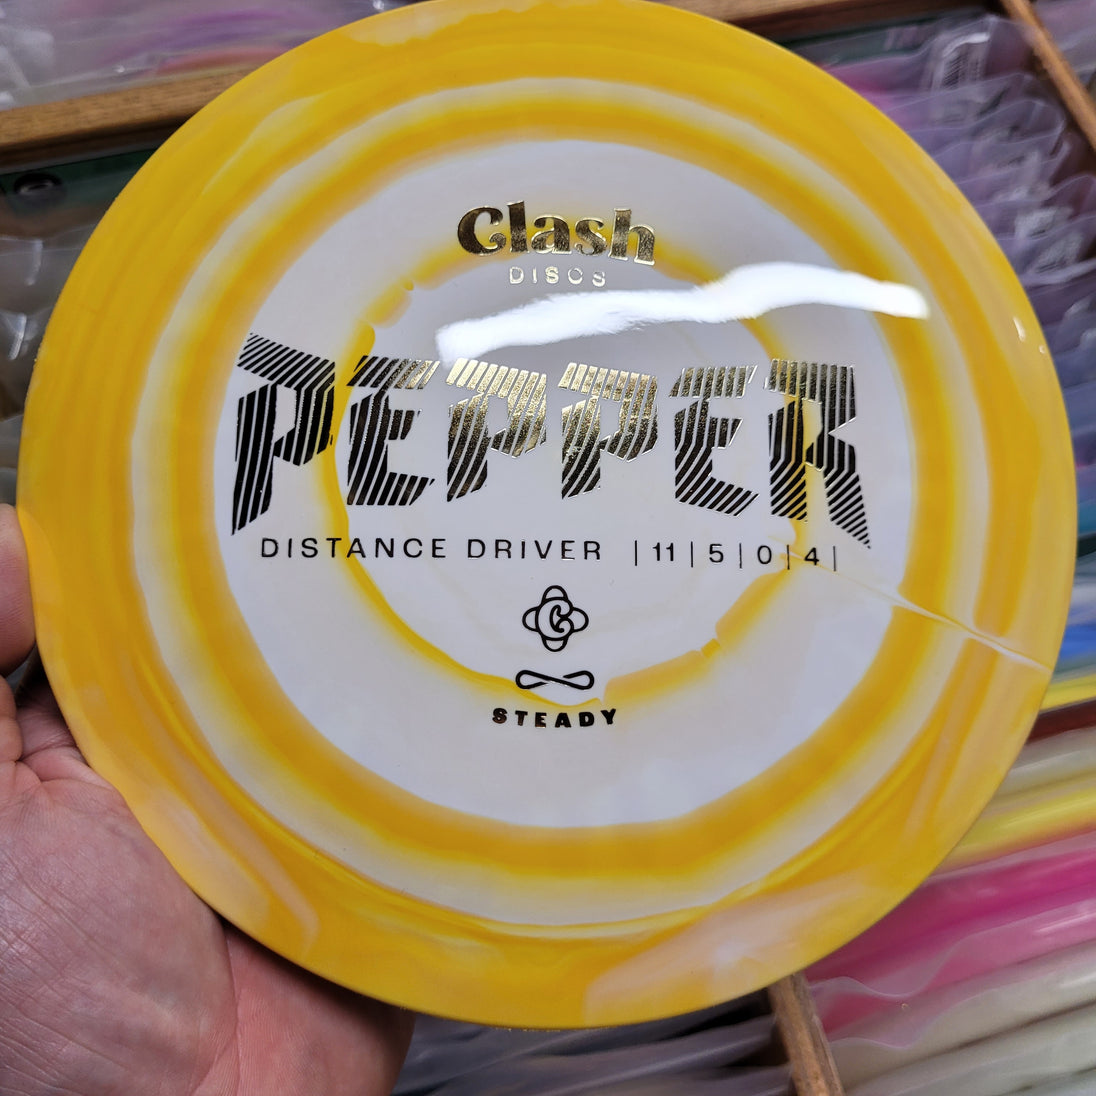 Clash
DISCS
PEPPER
DISTANCE DRIVER | 11 | 5 | 0 | 4 |
C
STEADY